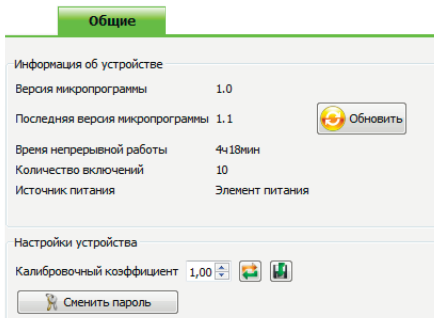 Общие
Информация об устройстве
Версия микропрограммы 1.0
Последняя версия микропрограммы 1.1 Обновить
Время непрерывной работы 4ч18мин
Количество включений 10
Источник питания Элемент питания
Настройки устройства
Калибровочный коэффициент 1,00
Сменить пароль